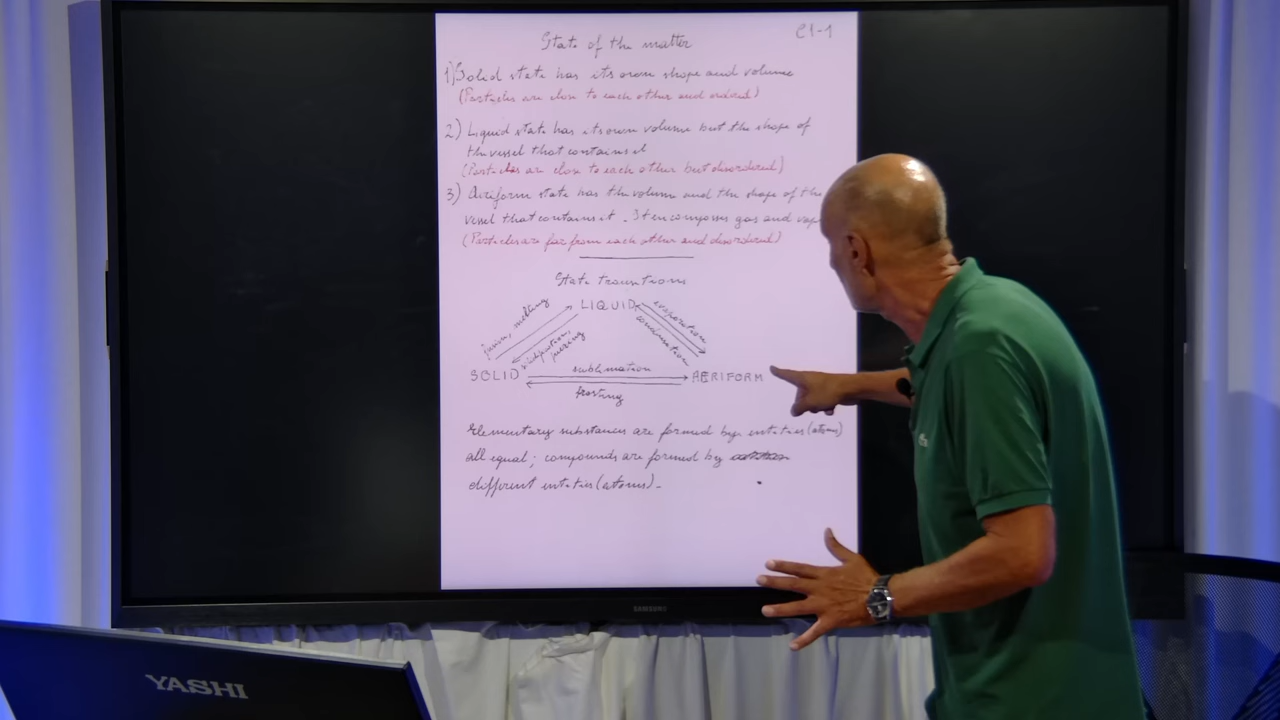 C1-1
State of the matter
1) Solid state has its own shape and volume
(Particles are close to each other and ordered)
2) Liquid state has its own volume but the shape of
the vessel that contains it
(Particles are close to each other but disordered)
3) Aeriform state has the volume and the shape of the
vessel that contains it. It encompasses gas and
(Particles are far from each other and disordered)
State transitions
LIQUID
fusion, melting
evaporation
condensation
freezing
SOLID
sublimation
AERIFORM
frosting
Elementary substances are formed by entities (atoms)
all equal; compounds are formed by
different entities (atoms).
SAMSUNG
YASHI